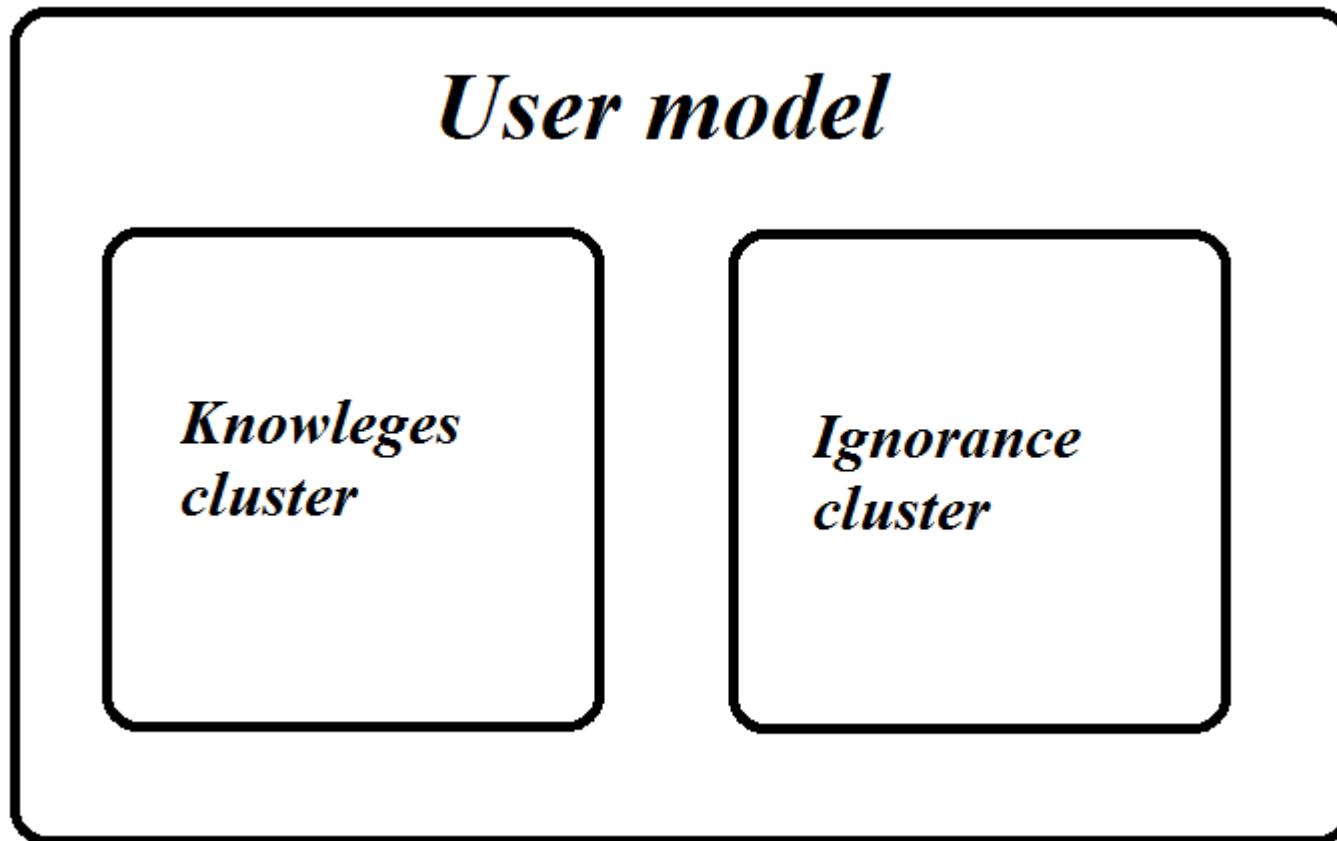 User model
Knowleges
cluster
Ignorance
cluster